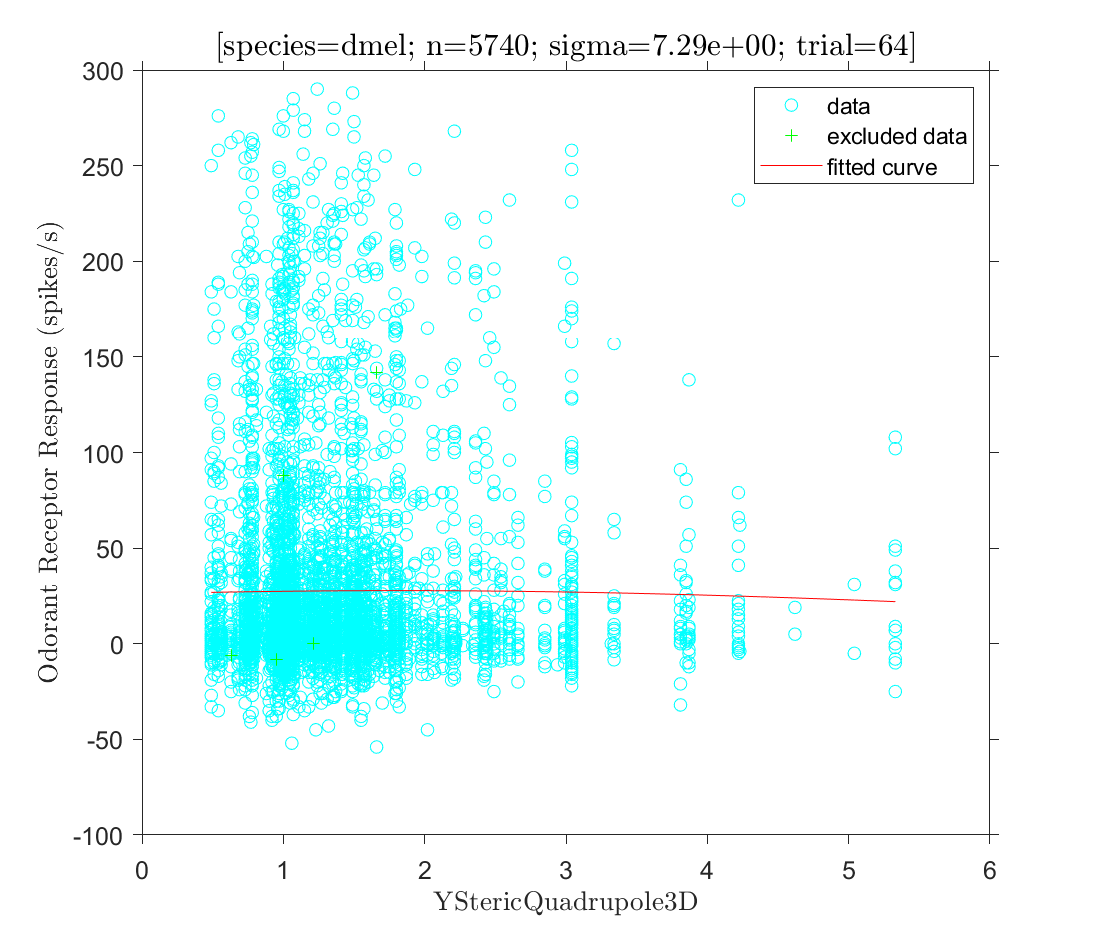 [species=dmel; n=5740; sigma=7.29e+00; trial=64]
300
250
200
150
100
50
0
-50
-100
data
excluded data
fitted curve
Odorant Receptor Response (spikes/s)
0 1 2 3 4 5 6
YStericQuadrupole3D